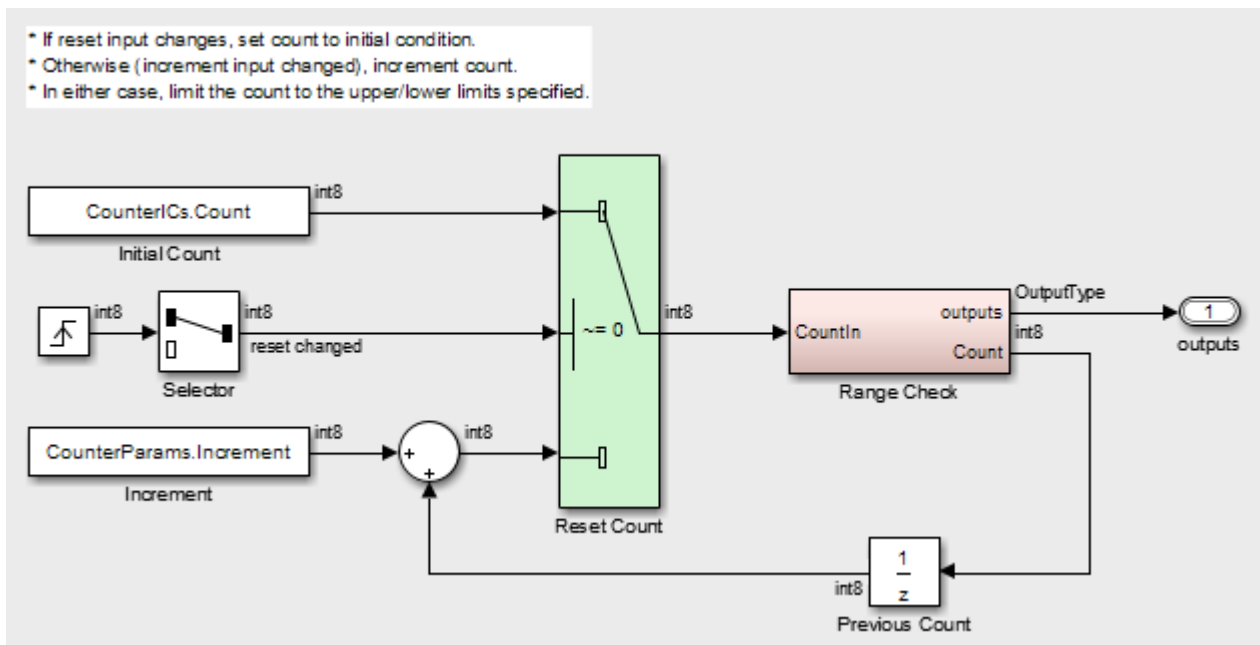 * If reset input changes, set count to initial condition.
* Otherwise (increment input changed), increment count.
* In either case, limit the count to the upper/lower limits specified.
CounterICs.Count
int8
Initial Count
int8
int8
reset changed
Selector
CounterParams.Increment
int8
Increment
+
+
int8
~= 0
Reset Count
int8
CountIn
outputs
Count
Range Check
OutputType
int8
1
outputs
1
z
int8
Previous Count